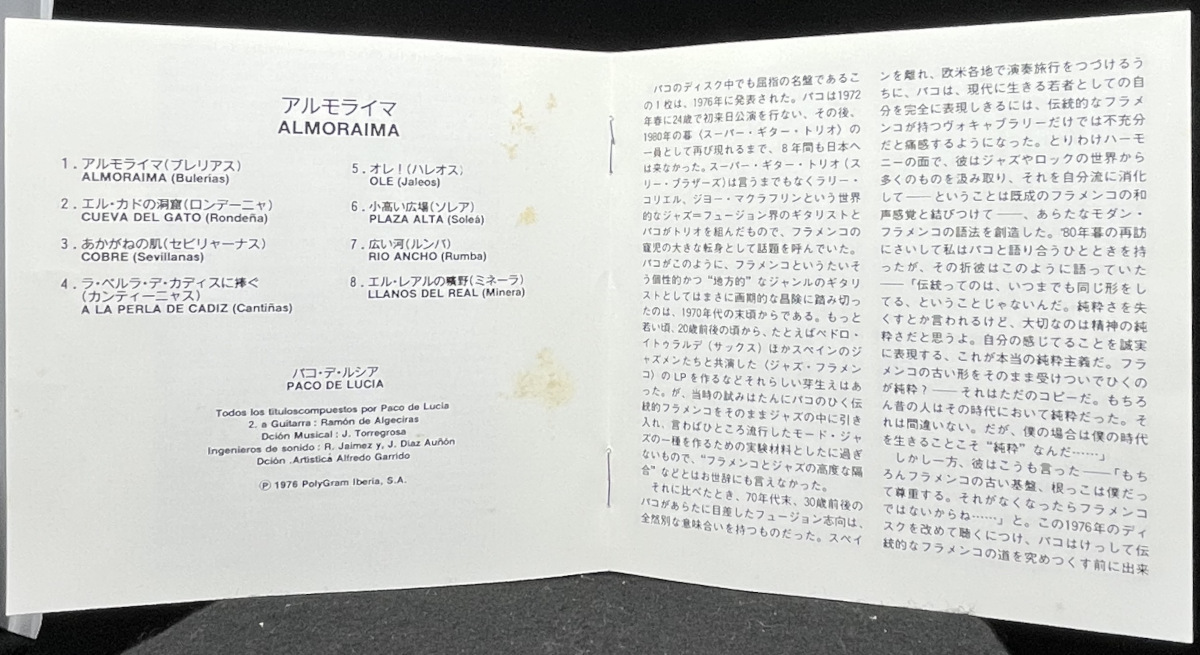 アルモライマ
ALMORAIMA
1. アルモライマ(ブレリアス)
ALMORAIMA (Bulerias)
2. エル・カドの洞窟(ロンデーニャ)
CUEVA DEL GATO (Rondeña)
3. あかがねの肌(セビリャーナス)
COBRE (Sevillanas)
4. ラ・ペルラ・デ・カディスに捧ぐ
(カンティーニャス)
A LA PERLA DE CADIZ (Cantiñas)
5. オレ!(ハレオス)
OLE (Jaleos)
6. 小高い広場(ソレア)
PLAZA ALTA (Soleá)
7. 広い河(ルンバ)
RIO ANCHO (Rumba)
8. エル・レアルの曠野(ミネーラ)
LLANOS DEL REAL (Minera)
パコ・デ・ルシア
PACO DE LUCIA
Todos los tituloscompuestos por Paco de Lucia
2. a Guitarra : Ramón de Algeciras
Dción Musical : J. Torregrosa
Ingenieros de sonido : R. Jaimez y, J. Diaz Auñón
Dción .Artistica Alfredo Garrido
Ⓟ 1976 PolyGram Iberia, S.A.
パコのディスク中でも屈指の名盤であるこ
の1枚は、1976年に発表された。パコは1972
年春に24歳で初来日公演を行ない、その後、
1980年の暮〈スーパー・ギター・トリオ〉の
一員として再び現れるまで、8年間も日本へ
は来なかった。スーパー・ギター・トリオ(ス
リー・ブラザーズ)は言うまでもなくラリー・
コリエル、ジョー・マクラフリンという世界
的なジャズ=フュージョン界のギタリストと
パコがトリオを組んだもので、フラメンコの
寵児の大きな転身として話題を呼んでいた。
パコがこのように、フラメンコというたいそ
う個性的かつ“地方的”なジャンルのギタリ
ストとしてはまさに画期的な冒険に踏み切っ
たのは、1970年代の末頃からである。もっと
若い頃、20歳前後の頃から、たとえばペドロ・
イトゥラルデ(サックス)ほかスペインのジ
ャズメンたちと共演した〈ジャズ・フラメン
コ〉のLPを作るなどそれらしい芽生えはあ
った。が、当時の試みはたんにパコのひく伝
統的フラメンコをそのままジャズの中に引き
入れ、言わばひところ流行したモード・ジャ
ズの一種を作るための実験材料としたに過ぎ
ないもので、“フラメンコとジャズの高度な融
合”などとはお世辞にも言えなかった。
それに比べたとき、70年代末、30歳前後の
パコがあらたに目差したフュージョン志向は、
全然別な意味合いを持つものだった。スペイ
ンを離れ、欧米各地で演奏旅行をつづけるう
ちに、パコは、現代に生きる若者としての自
分を完全に表現しきるには、伝統的なフラメ
ンコが持つヴォキャブラリーだけでは不充分
だと痛感するようになった。とりわけハーモ
ニーの面で、彼はジャズやロックの世界から
多くのものを汲み取り、それを自分流に消化
して――ということは既成のフラメンコの和
声感覚と結びつけて――、あらたなモダン・
フラメンコの語法を創造した。'80年暮の再訪
にさいして私はパコと語り合うひとときを持
ったが、その折彼はこのように語っていた
――「伝統ってのは、いつまでも同じ形をし
てる、ということじゃないんだ。純粋さを失
くすとか言われるけど、大切なのは精神の純
粋さだと思うよ。自分の感じてることを誠実
に表現する、これが本当の純粋主義だ。フラ
メンコの古い形をそのまま受けついでひくの
が純粋?――それはただのコピーだ。もちろ
ん昔の人はその時代において純粋だった。そ
れは間違いない。だが、僕の場合は僕の時代
を生きることこそ“純粋”なんだ……」
しかし一方、彼はこうも言った――「もち
ろんフラメンコの古い基盤、根っこは僕だっ
て尊重する。それがなくなったらフラメンコ
ではないからね……」と。この1976年のディ
スクを改めて聴くにつけ、パコはけっして伝
統的なフラメンコの道を究めつくす前に出来